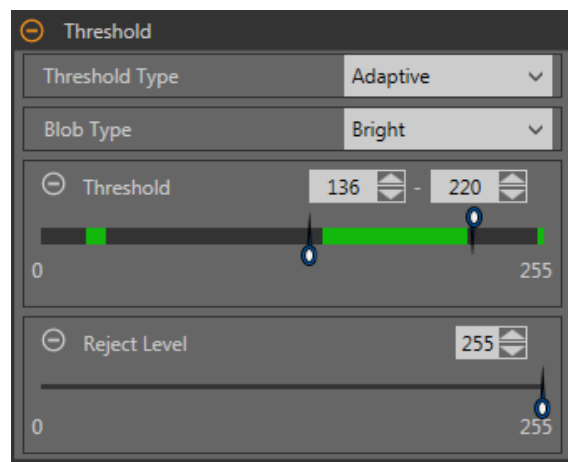 Threshold
Threshold Type Adaptive
Blob Type Bright
Threshold 136 - 220
0 255
Reject Level 255
0 255